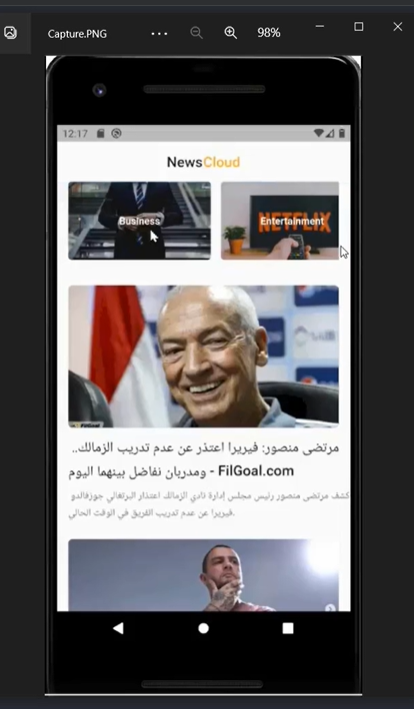 Capture.PNG
98%
12:17
NewsCloud
Business
NETFLIX
Entertainment
FilGoal
مرتضى منصور: فيريرا اعتذر عن عدم تدريب الزمالك..
ومدربان نفاضل بينهما اليوم - FilGoal.com
كشف مرتضى منصور رئيس مجلس إدارة نادي الزمالك اعتذار البرتغالي جوزفالدو
فيريرا عن عدم تدريب الفريق في الوقت الحالي.